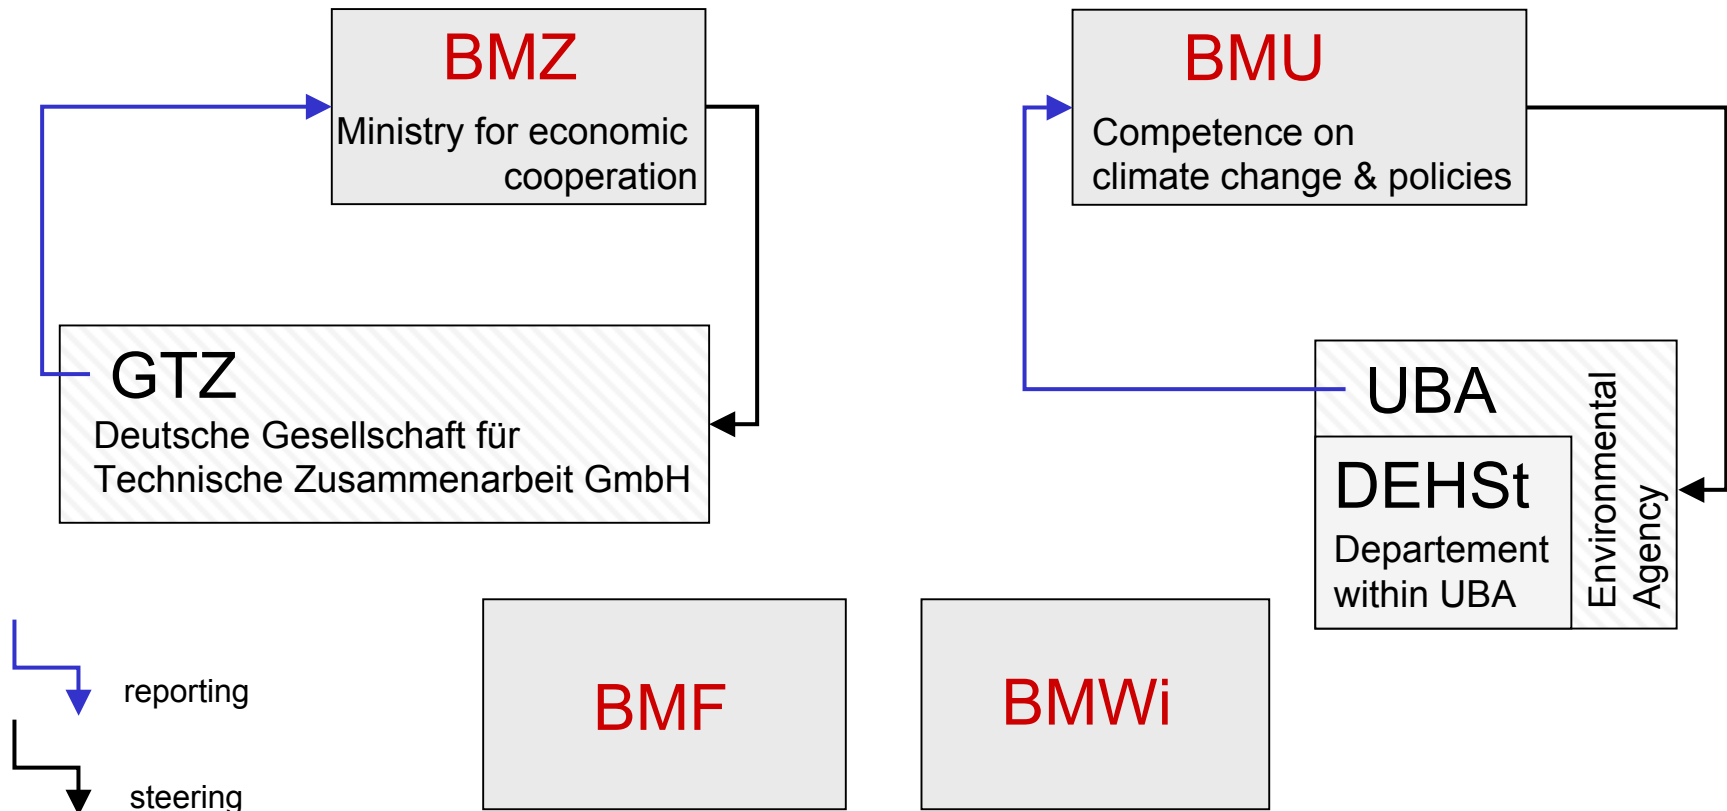 BMZ
Ministry for economic
cooperation
BMU
Competence on
climate change & policies
GTZ
Deutsche Gesellschaft für
Technische Zusammenarbeit GmbH
UBA
DEHSt
Departement
within UBA
Environmental
Agency
BMF
BMWi
reporting
steering